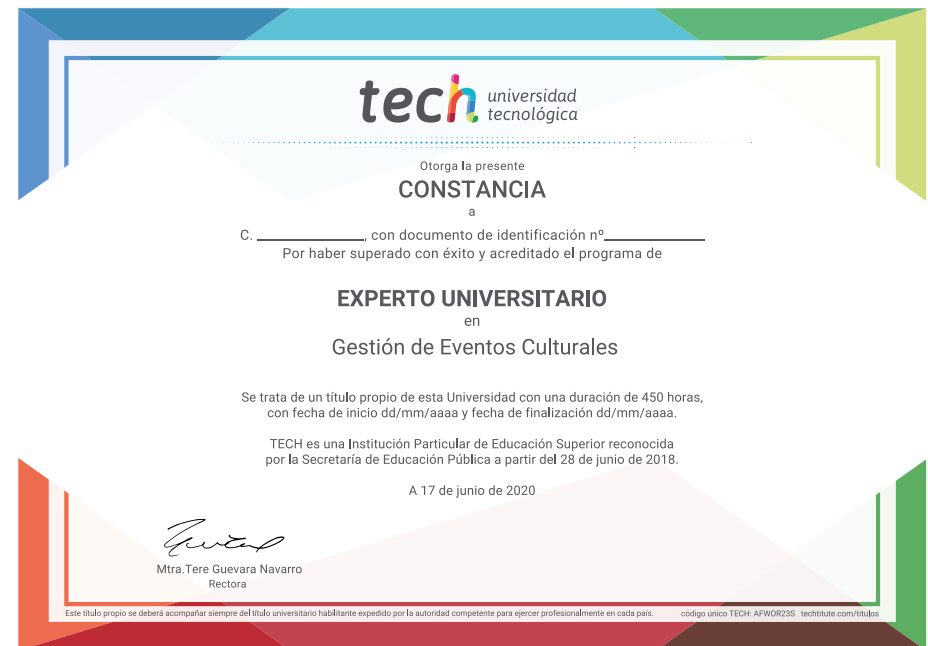 tech universidad
tecnológica
Otorga la presente
CONSTANCIA
a
C. ____________, con documento de identificación nº____________
Por haber superado con éxito y acreditado el programa de
EXPERTO UNIVERSITARIO
en
Gestión de Eventos Culturales
Se trata de un título propio de esta Universidad con una duración de 450 horas,
con fecha de inicio dd/mm/aaaa y fecha de finalización dd/mm/aaaa.
TECH es una Institución Particular de Educación Superior reconocida
por la Secretaría de Educación Pública a partir del 28 de junio de 2018.
A 17 de junio de 2020
Mtra.Tere Guevara Navarro
Rectora
Este título propio se deberá acompañar siempre del título universitario habilitante expedido por la autoridad competente para ejercer profesionalmente en cada país. código único TECH: AFWOR23S techtitute.com/títulos